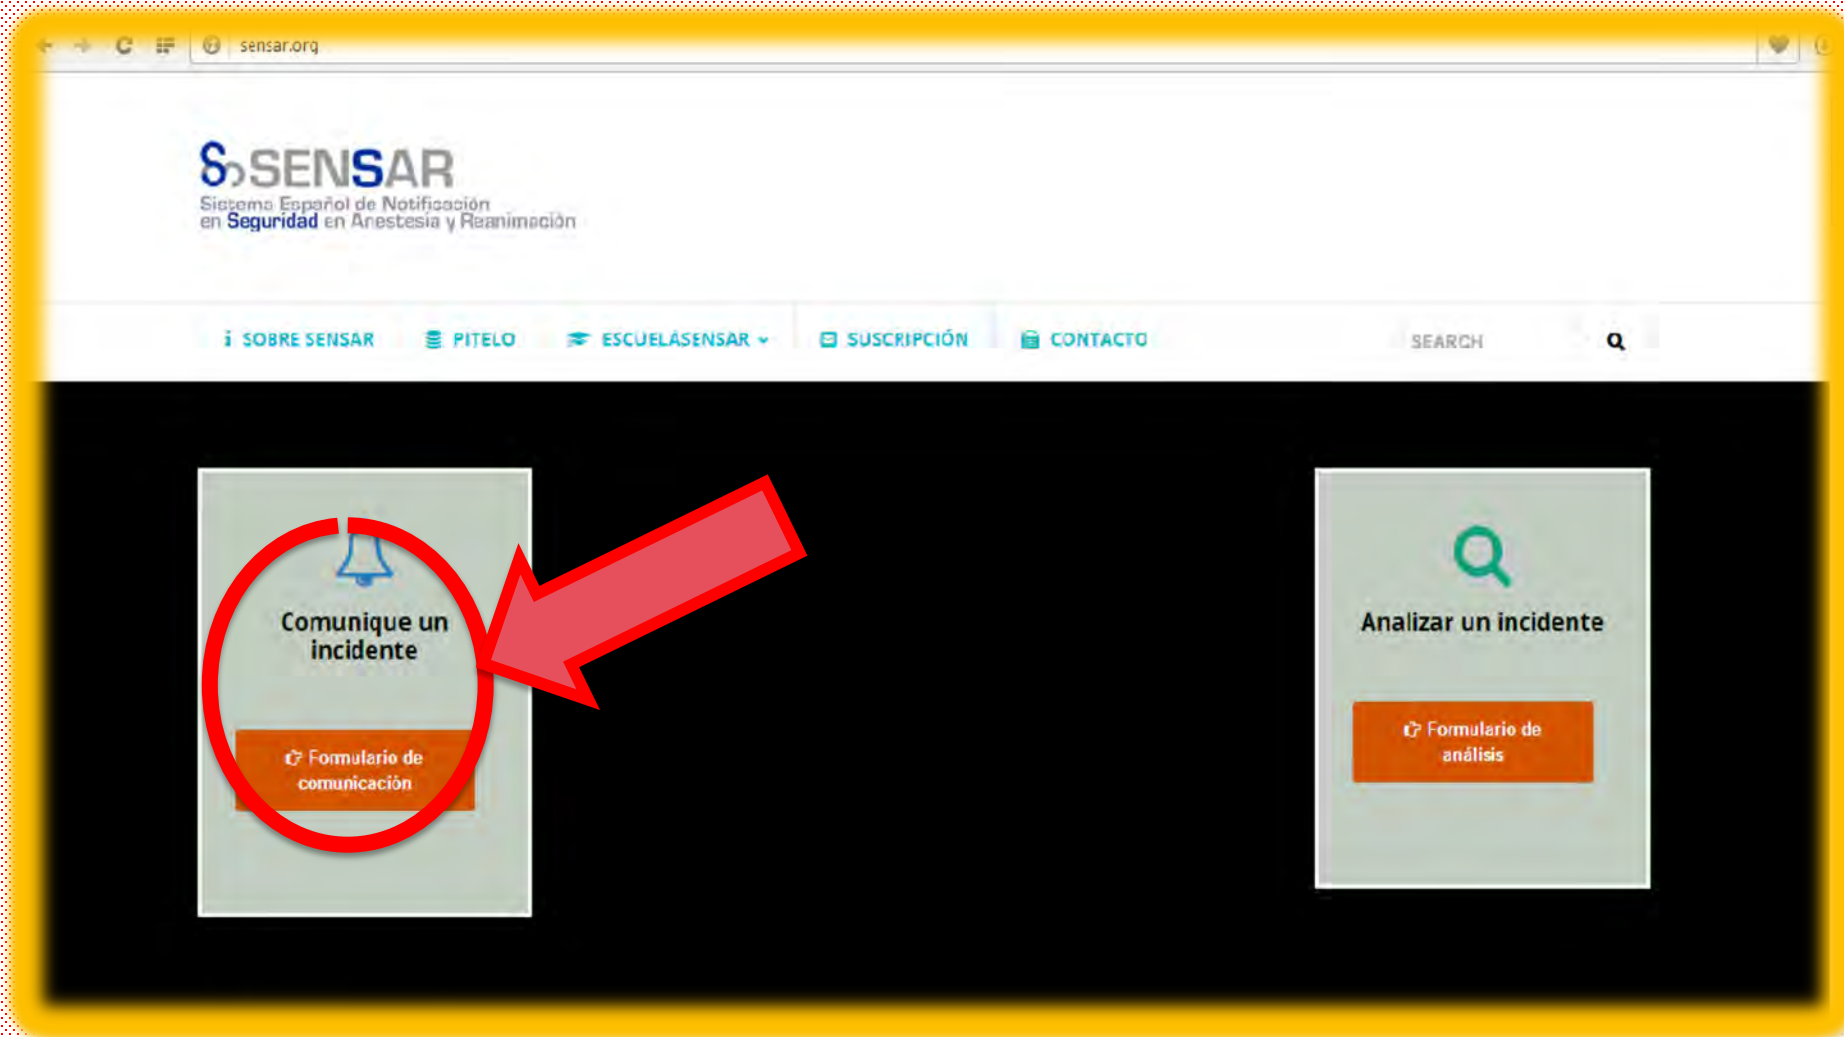 sensar.org
SENSAR
Sistema Español de Notificación
en Seguridad en Anestesia y Reanimación
SOBRE SENSAR
PITELO
ESCUELASENSAR
SUSCRIPCIÓN
CONTACTO
SEARCH
Comunique un
incidente
Formulario de
comunicación
Analizar un incidente
Formulario de
análisis